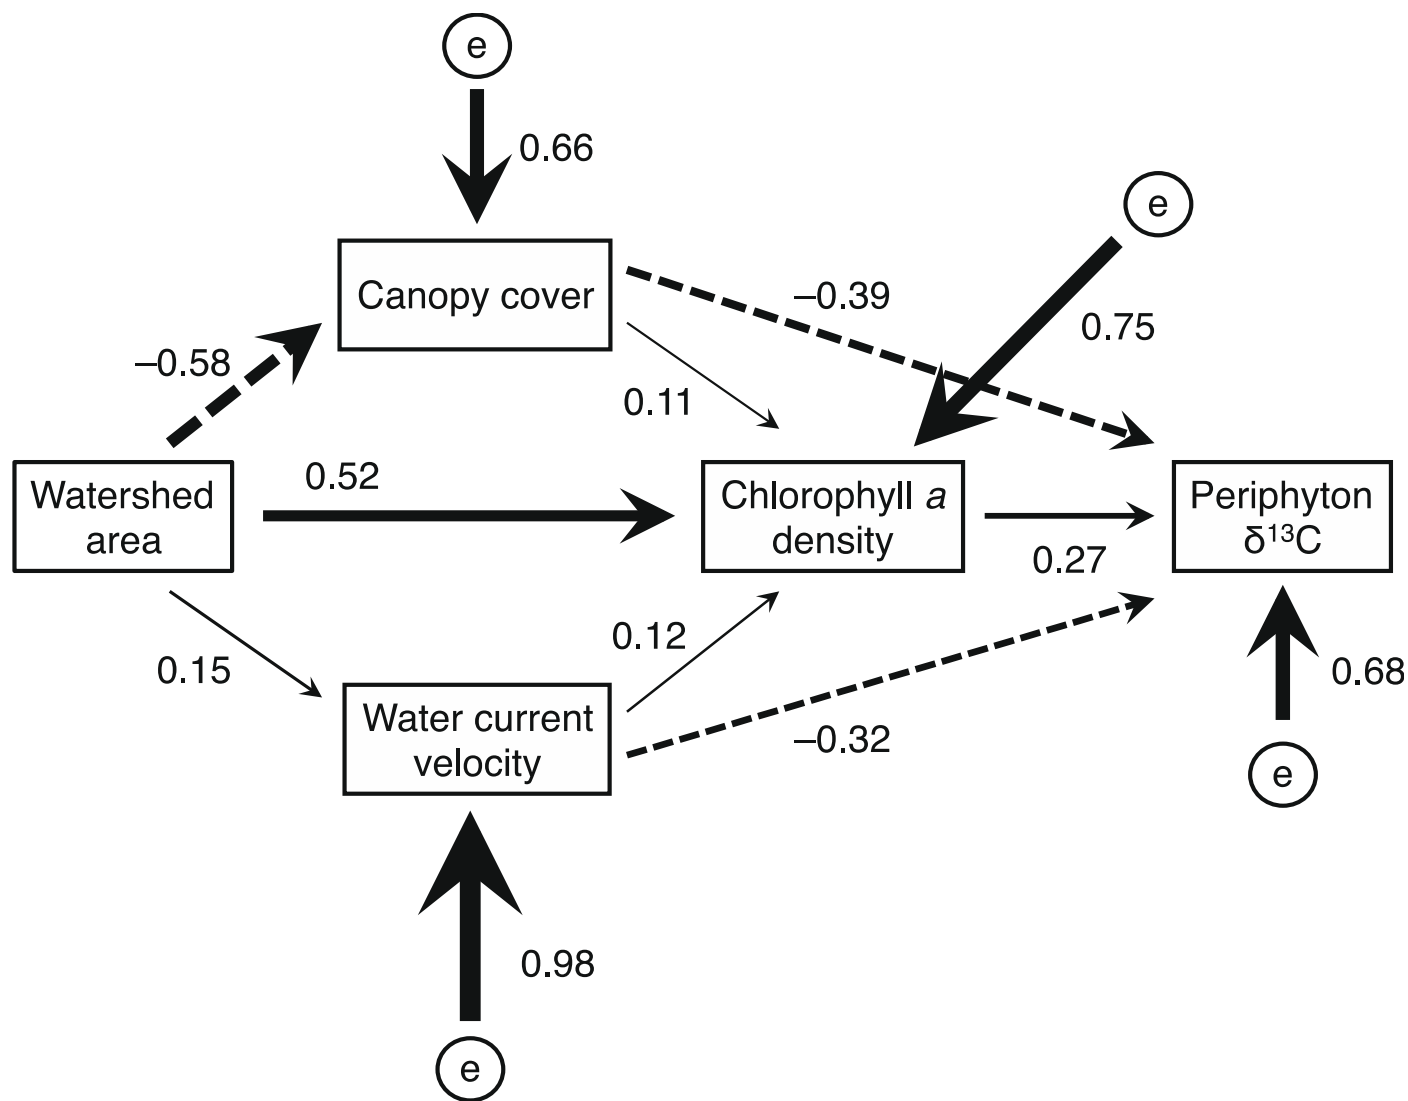 e
0.66
e
Canopy cover
–0.39
0.75
–0.58
0.11
Watershed
area
0.52
Chlorophyll a
density
0.27
Periphyton
δ¹³C
0.15
0.12
Water current
velocity
–0.32
0.68
e
0.98
e